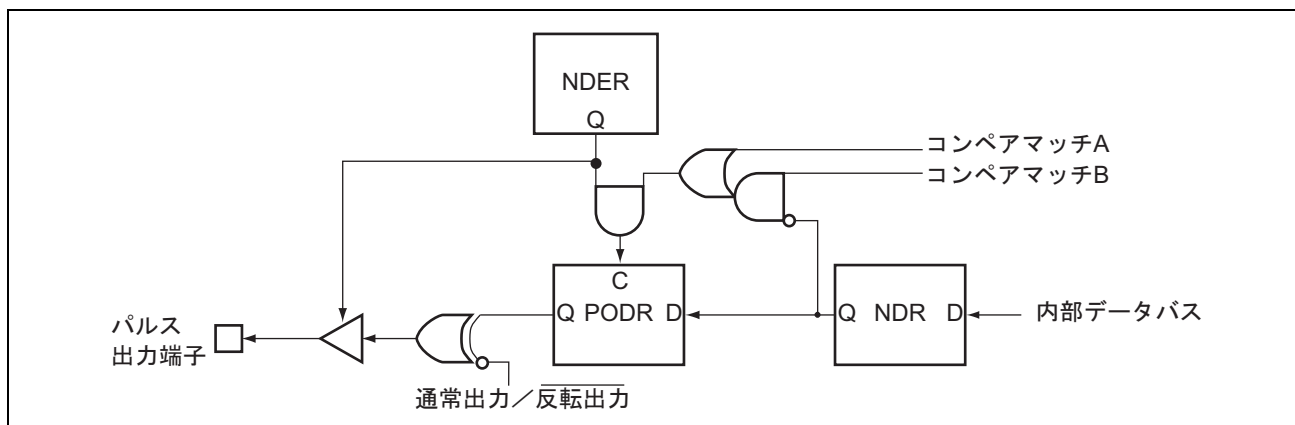 NDER
Q
コンペアマッチA
コンペアマッチB
C
Q PODR D
Q NDR D
内部データバス
パルス
出力端子
通常出力／反転出力